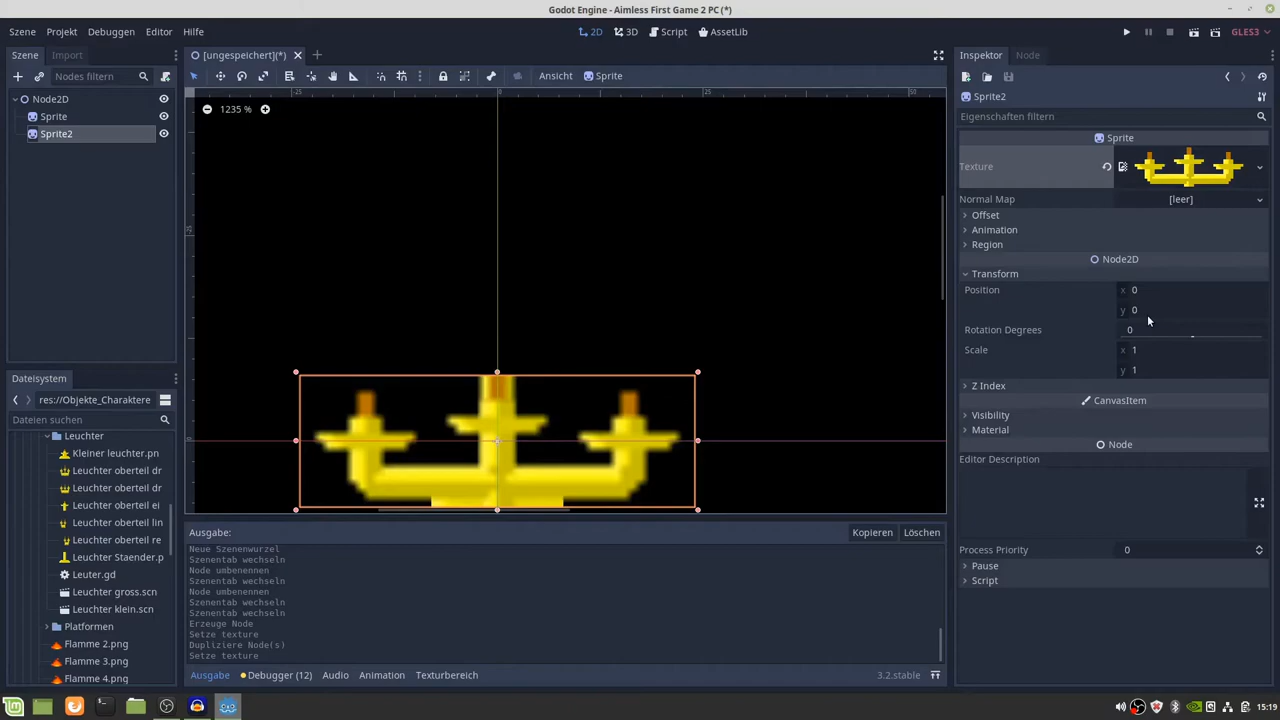 Godot Engine - Aimless First Game 2 PC (*)
Szene Projekt Debuggen Editor Hilfe
2D 3D Script AssetLib
GLES3
Szene Import
[ungespeichert](*)
Inspektor Node
Nodes filtern
Ansicht Sprite
Sprite2
Node2D
Sprite
Sprite2
-25 0 25 50
1235 %
-25
0
Eigenschaften filtern
Sprite
Texture
Normal Map [leer]
Offset
Animation
Region
Node2D
Transform
Position x 0
y 0
Rotation Degrees 0
Scale x 1
y 1
Z Index
CanvasItem
Visibility
Material
Node
Editor Description
Process Priority 0
Pause
Script
Dateisystem
res://Objekte_Charaktere
Dateien suchen
Leuchter
Kleiner leuchter.pn
Leuchter oberteil dr
Leuchter oberteil dr
Leuchter oberteil ei
Leuchter oberteil lin
Leuchter oberteil re
Leuchter Staender.p
Leuter.gd
Leuchter gross.scn
Leuchter klein.scn
Platformen
Flamme 2.png
Flamme 3.png
Flamme 4.png
Ausgabe: Kopieren Löschen
Neue Szenenwurzel
Szenentab wechseln
Node umbenennen
Szenentab wechseln
Node umbenennen
Szenentab wechseln
Szenentab wechseln
Erzeuge Node
Setze texture
Dupliziere Node(s)
Setze texture
Ausgabe Debugger (12) Audio Animation Texturbereich 3.2.stable
15:19